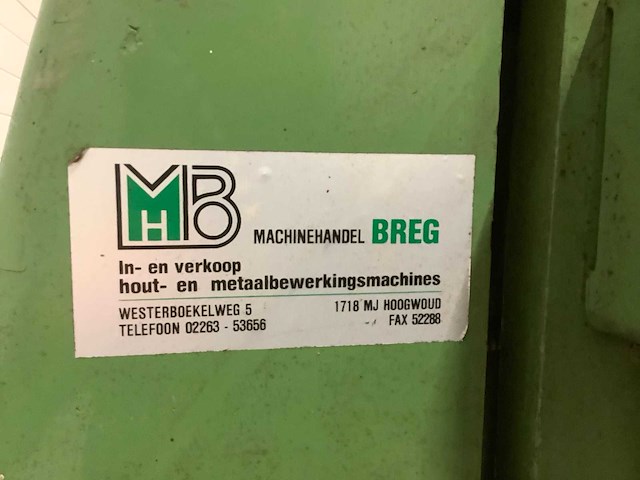 MHB
MACHINEHANDEL BREG
In- en verkoop
hout- en metaalbewerkingsmachines
WESTERBOEKELWEG 5 1718 MJ HOOGWOUD
TELEFOON 02263 - 53656 FAX 52288